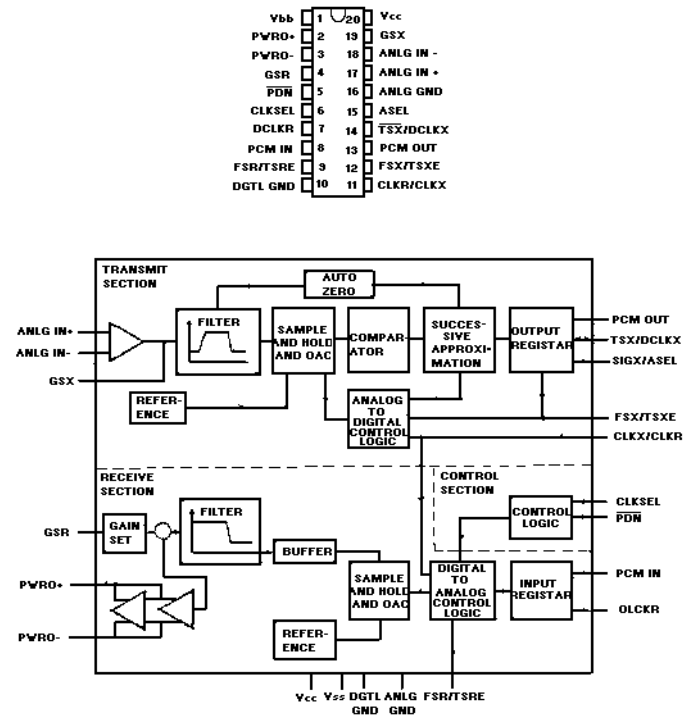 Vbb 1 20 Vcc
PWRO+ 2 19 GSX
PWRO- 3 18 ANLG IN -
GSR 4 17 ANLG IN +
PDN 5 16 ANLG GND
CLKSEL 6 15 ASEL
DCLKR 7 14 TSX/DCLKX
PCM IN 8 13 PCM OUT
FSR/TSRE 9 12 FSX/TSXE
DGTL GND 10 11 CLKR/CLKX
TRANSMIT
SECTION
AUTO
ZERO
ANLG IN+
ANLG IN-
GSX
FILTER
SAMPLE
AND HOLD
AND OAC
COMPAR-
ATOR
SUCCES-
SIVE
APPROXI-
MATION
OUTPUT
REGISTAR
PCM OUT
TSX/DCLKX
SIGX/ASEL
REFER-
ENCE
ANALOG
TO
DIGITAL
CONTROL
LOGIC
FSX/TSXE
CLKX/CLKR
RECEIVE
SECTION
CONTROL
SECTION
GSR
GAIN
SET
FILTER
BUFFER
CONTROL
LOGIC
CLKSEL
PDN
PWRO+
PWRO-
SAMPLE
AND HOLD
AND OAC
DIGITAL
TO
ANALOG
CONTROL
LOGIC
INPUT
REGISTAR
PCM IN
OLCKR
REFER-
ENCE
Vcc Vss DGTL ANLG FSR/TSRE
GND GND